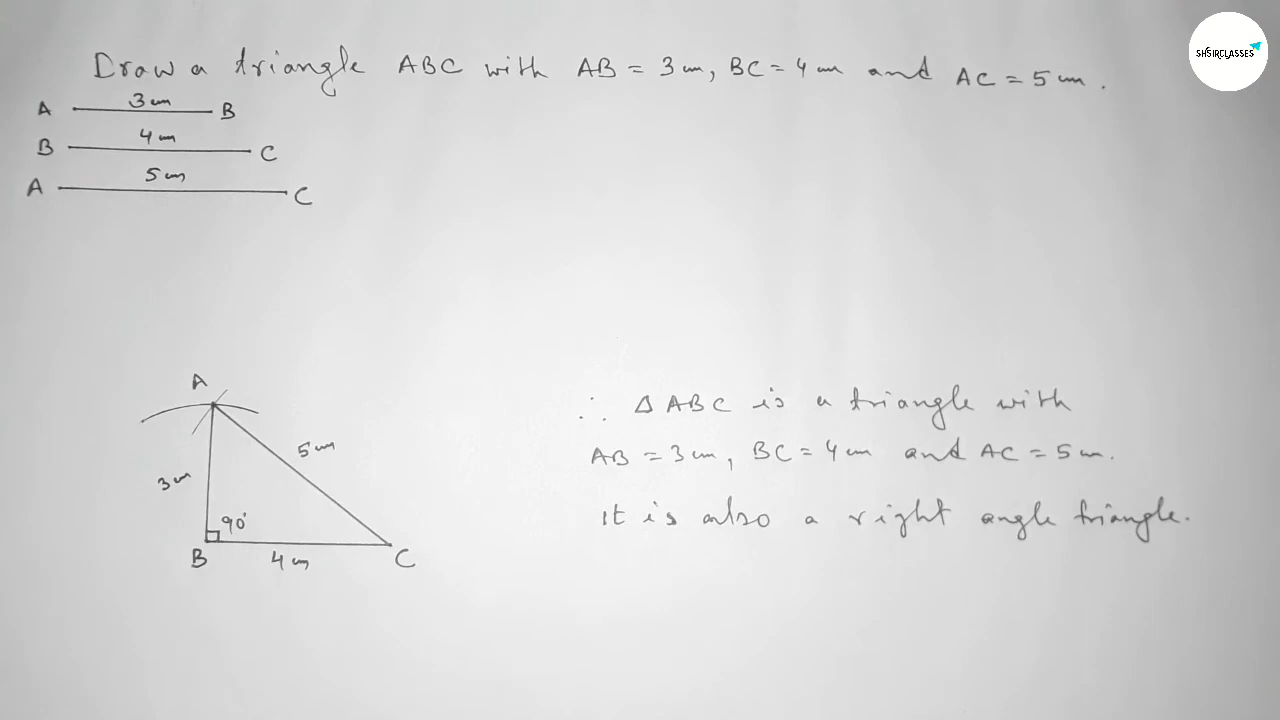 Draw a triangle ABC with AB = 3 cm, BC = 4 cm and AC = 5 cm.
SHSIRCLASSES
A 3 cm B
B 4 cm C
A 5 cm C
A
5 cm
3 cm
90°
B 4 cm C
∴ Δ ABC is a triangle with
AB = 3 cm, BC = 4 cm and AC = 5 cm.
It is also a right angle triangle.